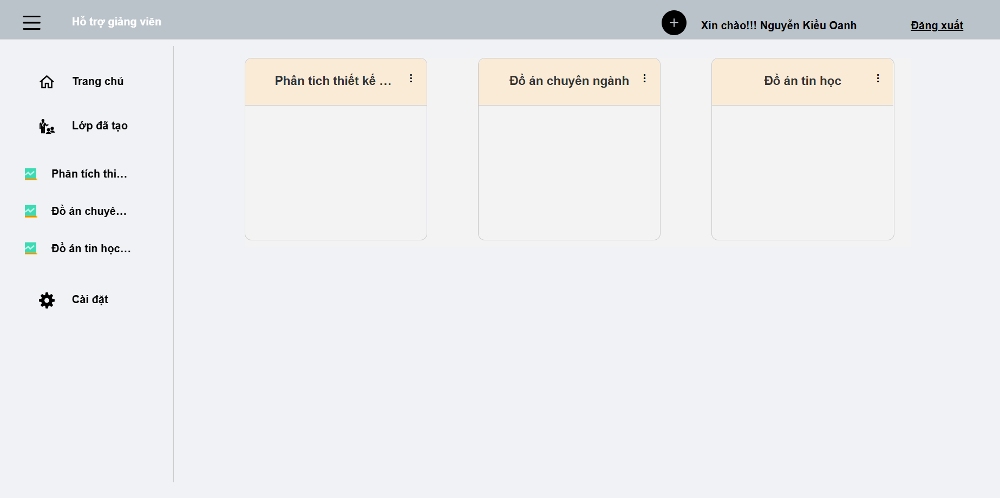 Hỗ trợ giảng viên
Xin chào!!! Nguyễn Kiều Oanh
Đăng xuất
Trang chủ
Lớp đã tạo
Phân tích thi...
Đồ án chuyê...
Đồ án tin học...
Cài đặt
Phân tích thiết kế ...
Đồ án chuyên ngành
Đồ án tin học